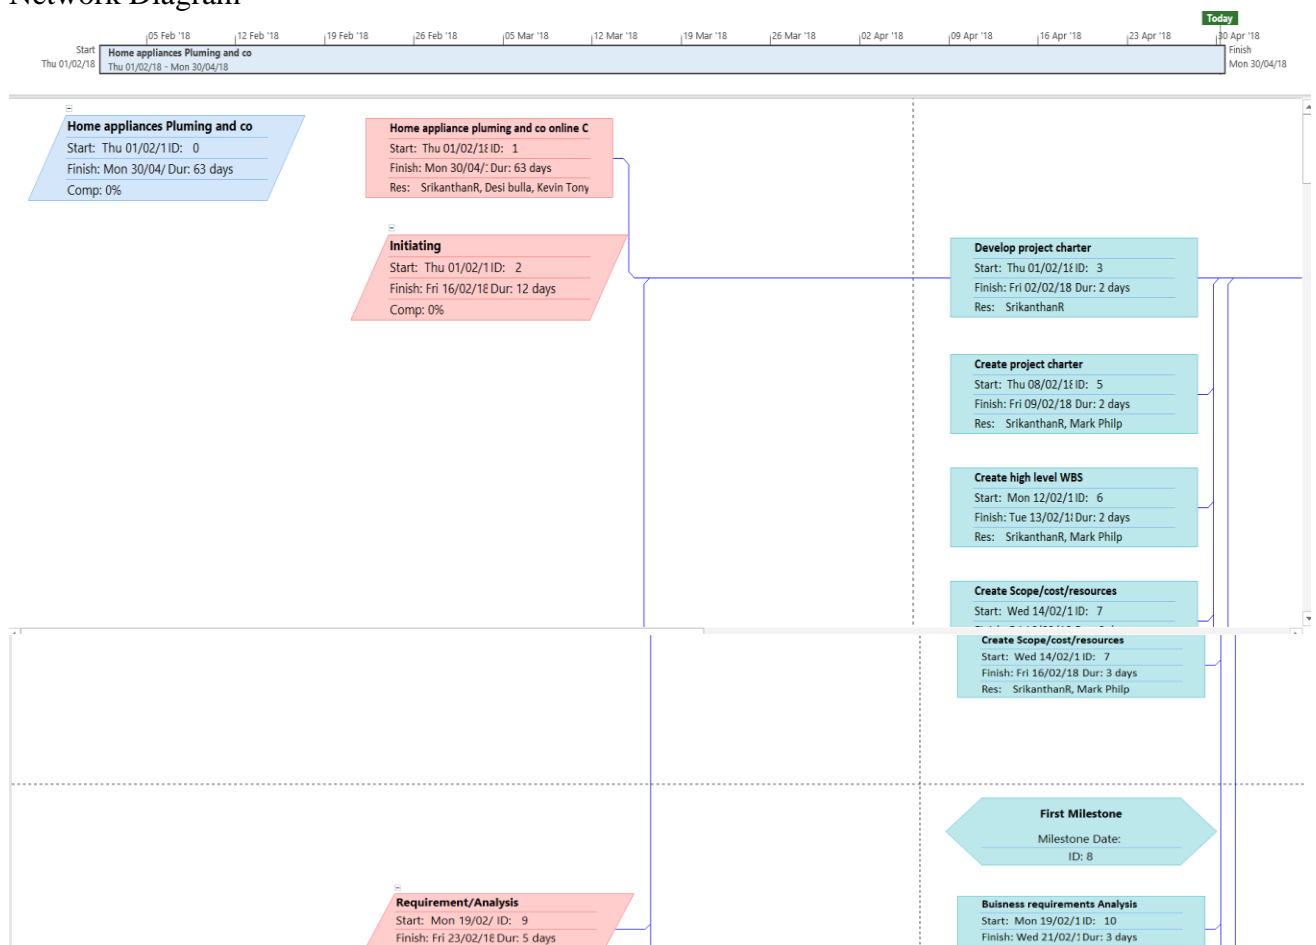 Network Diagram
Today
05 Feb '18 12 Feb '18 19 Feb '18 26 Feb '18 05 Mar '18 12 Mar '18 19 Mar '18 26 Mar '18 02 Apr '18 09 Apr '18 16 Apr '18 23 Apr '18 30 Apr '18
Start
Thu 01/02/18
Home appliances Pluming and co
Thu 01/02/18 - Mon 30/04/18
Finish
Mon 30/04/18
Home appliances Pluming and co
Start: Thu 01/02/1 ID: 0
Finish: Mon 30/04/ Dur: 63 days
Comp: 0%
Home appliance pluming and co online C
Start: Thu 01/02/18 ID: 1
Finish: Mon 30/04/: Dur: 63 days
Res: SrikanthanR, Desi bulla, Kevin Tony
Initiating
Start: Thu 01/02/1 ID: 2
Finish: Fri 16/02/18 Dur: 12 days
Comp: 0%
Develop project charter
Start: Thu 01/02/18 ID: 3
Finish: Fri 02/02/18 Dur: 2 days
Res: SrikanthanR
Create project charter
Start: Thu 08/02/18 ID: 5
Finish: Fri 09/02/18 Dur: 2 days
Res: SrikanthanR, Mark Philp
Create high level WBS
Start: Mon 12/02/1 ID: 6
Finish: Tue 13/02/18 Dur: 2 days
Res: SrikanthanR, Mark Philp
Create Scope/cost/resources
Start: Wed 14/02/1 ID: 7
Create Scope/cost/resources
Start: Wed 14/02/1 ID: 7
Finish: Fri 16/02/18 Dur: 3 days
Res: SrikanthanR, Mark Philp
First Milestone
Milestone Date:
ID: 8
Requirement/Analysis
Start: Mon 19/02/ ID: 9
Finish: Fri 23/02/18 Dur: 5 days
Buisness requirements Analysis
Start: Mon 19/02/1 ID: 10
Finish: Wed 21/02/1 Dur: 3 days